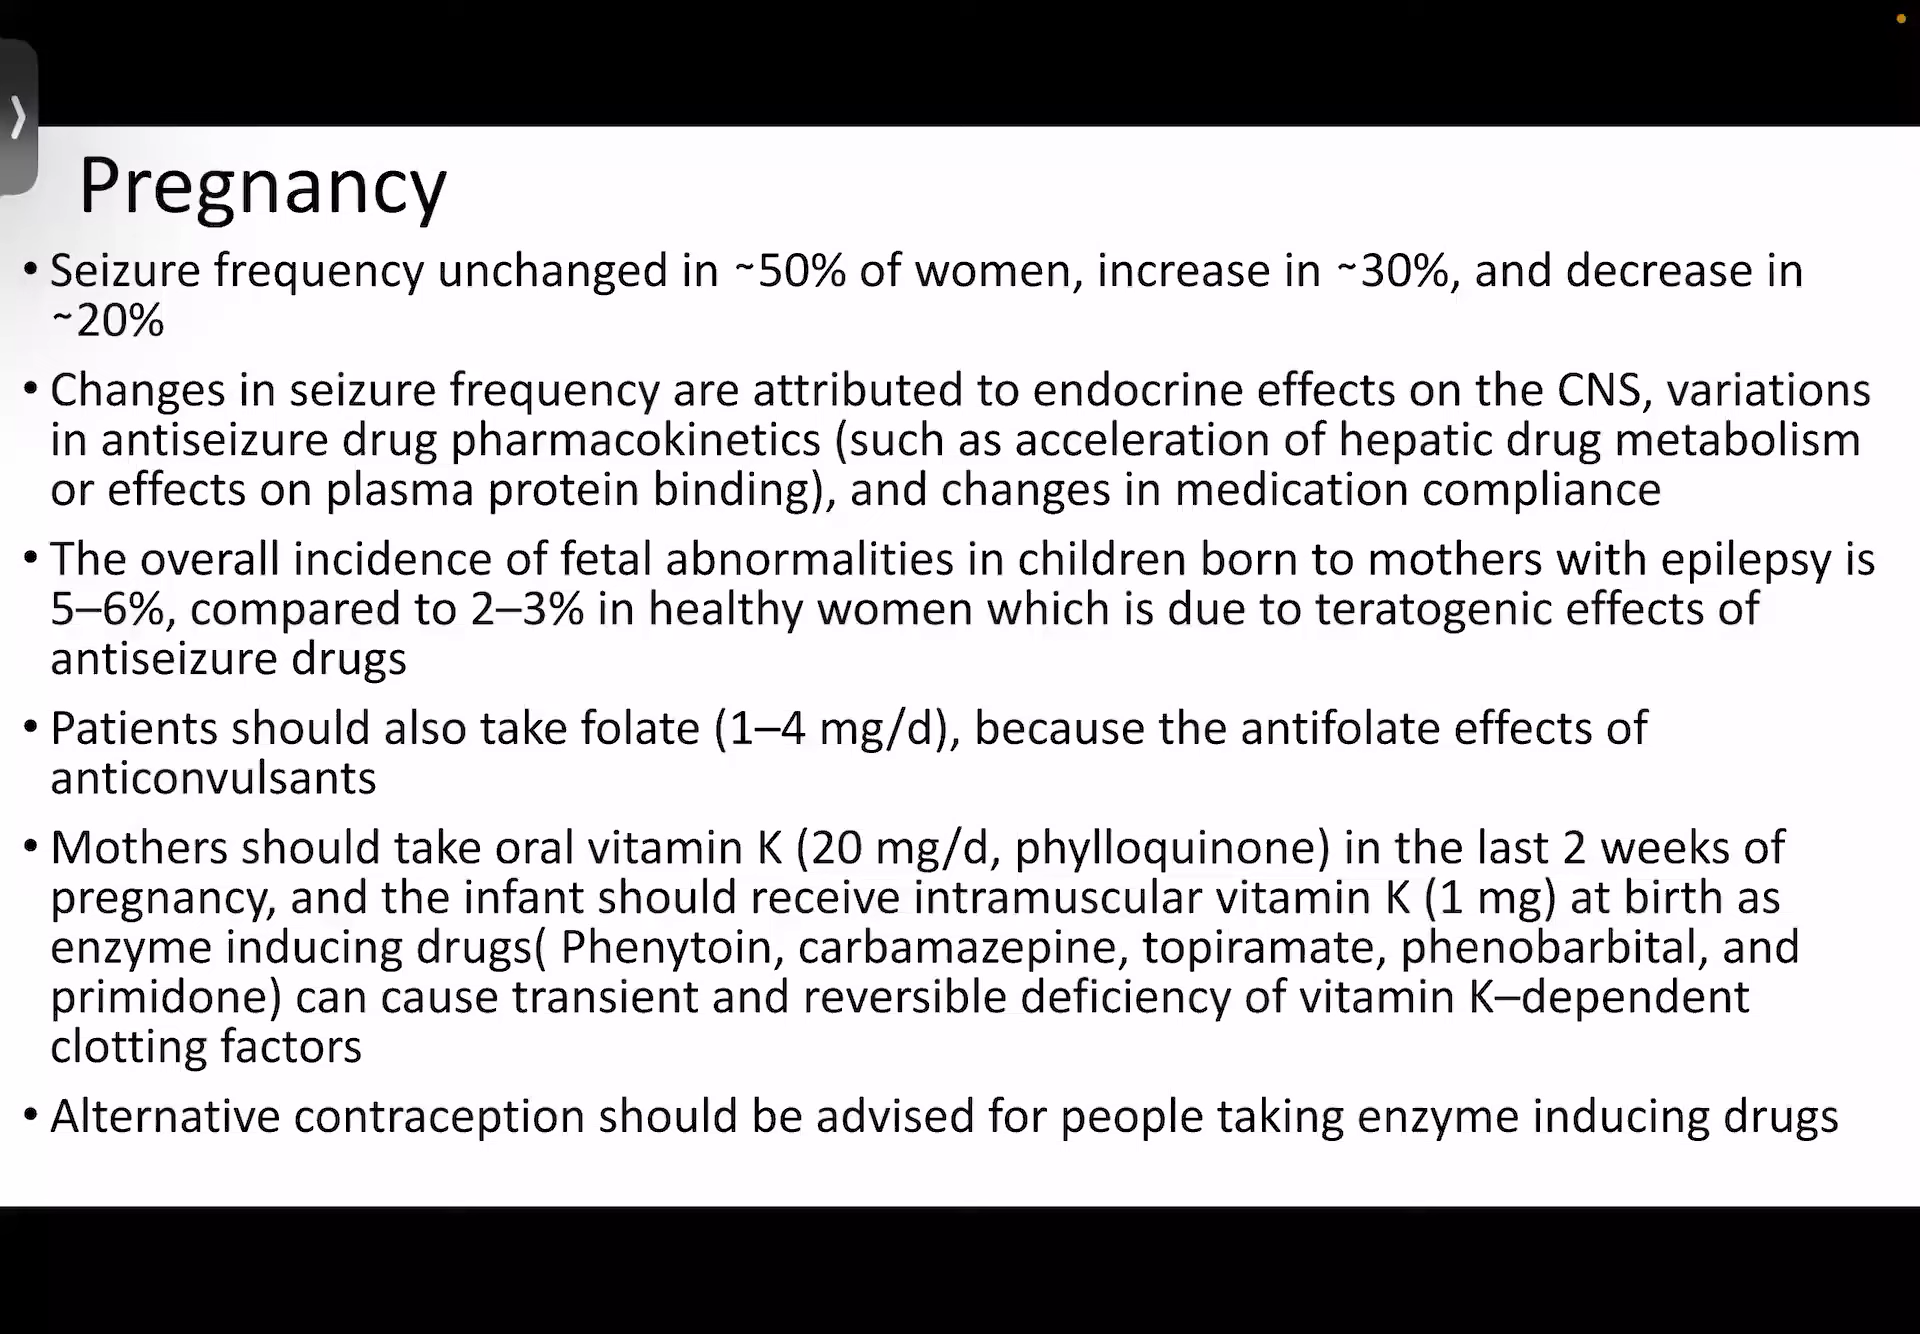 Pregnancy
• Seizure frequency unchanged in ~50% of women, increase in ~30%, and decrease in
~20%
• Changes in seizure frequency are attributed to endocrine effects on the CNS, variations
in antiseizure drug pharmacokinetics (such as acceleration of hepatic drug metabolism
or effects on plasma protein binding), and changes in medication compliance
• The overall incidence of fetal abnormalities in children born to mothers with epilepsy is
5–6%, compared to 2–3% in healthy women which is due to teratogenic effects of
antiseizure drugs
• Patients should also take folate (1–4 mg/d), because the antifolate effects of
anticonvulsants
• Mothers should take oral vitamin K (20 mg/d, phylloquinone) in the last 2 weeks of
pregnancy, and the infant should receive intramuscular vitamin K (1 mg) at birth as
enzyme inducing drugs( Phenytoin, carbamazepine, topiramate, phenobarbital, and
primidone) can cause transient and reversible deficiency of vitamin K–dependent
clotting factors
• Alternative contraception should be advised for people taking enzyme inducing drugs